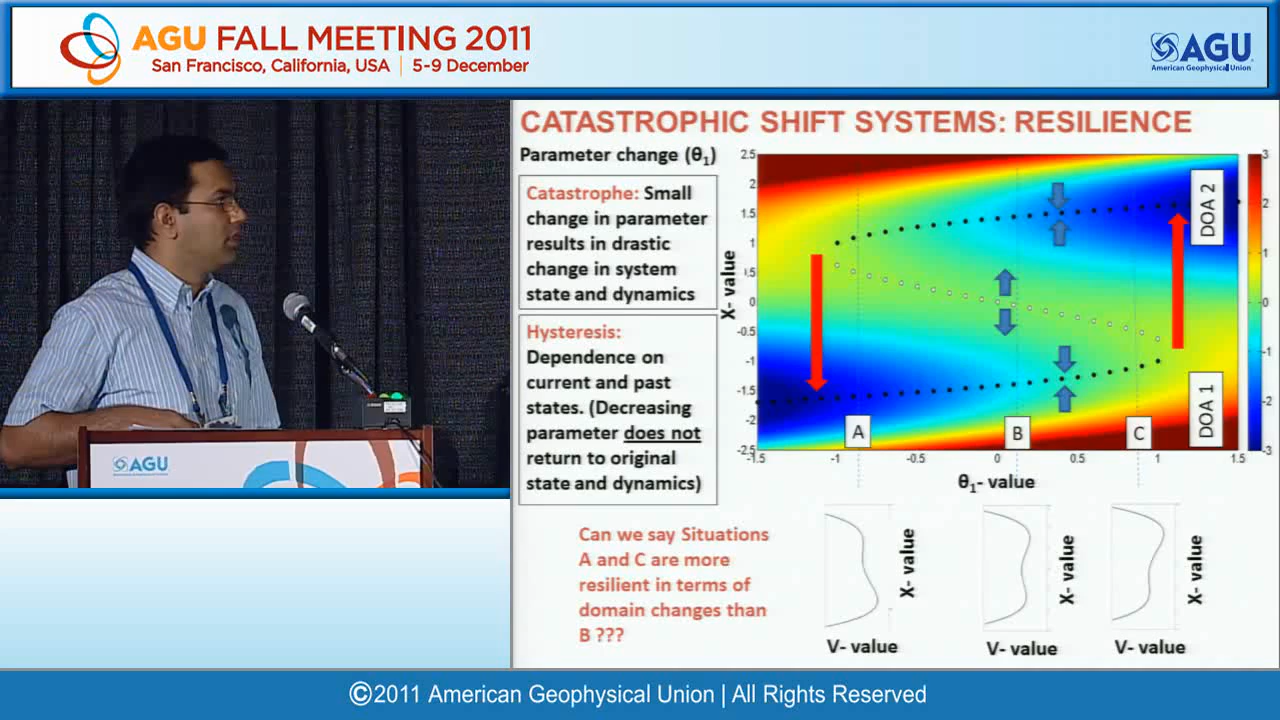 AGU FALL MEETING 2011
San Francisco, California, USA | 5-9 December
AGU
American Geophysical Union
CATASTROPHIC SHIFT SYSTEMS: RESILIENCE
Parameter change (θ1)
Catastrophe: Small
change in parameter
results in drastic
change in system
state and dynamics
Hysteresis:
Dependence on
current and past
states. (Decreasing
parameter does not
return to original
state and dynamics)
X- value
2.5
2
1.5
1
0.5
0
-0.5
-1
-1.5
-2
-2.5
-1.5
-1
-0.5
0
0.5
1
1.5
θ1- value
A
B
C
DOA 2
DOA 1
3
2
1
0
-1
-2
-3
Can we say Situations
A and C are more
resilient in terms of
domain changes than
B ???
X- value
V- value
X- value
V- value
X- value
V- value
AGU
©2011 American Geophysical Union | All Rights Reserved